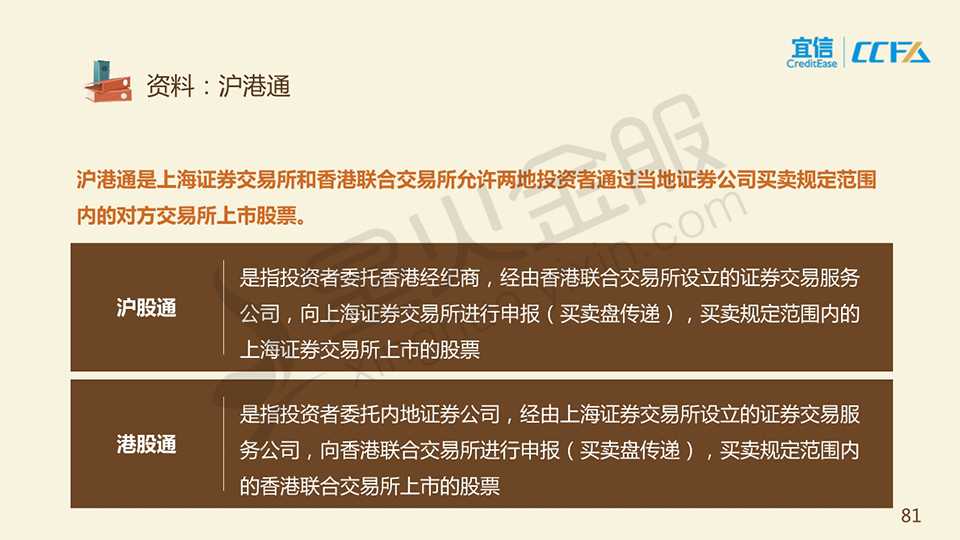 宜信
CreditEase
CCFA
资料：沪港通
沪港通是上海证券交易所和香港联合交易所允许两地投资者通过当地证券公司买卖规定范围
内的对方交易所上市股票。
沪股通
是指投资者委托香港经纪商，经由香港联合交易所设立的证券交易服务
公司，向上海证券交易所进行申报（买卖盘传递），买卖规定范围内的
上海证券交易所上市的股票
港股通
是指投资者委托内地证券公司，经由上海证券交易所设立的证券交易服
务公司，向香港联合交易所进行申报（买卖盘传递），买卖规定范围内
的香港联合交易所上市的股票
星火金服
81